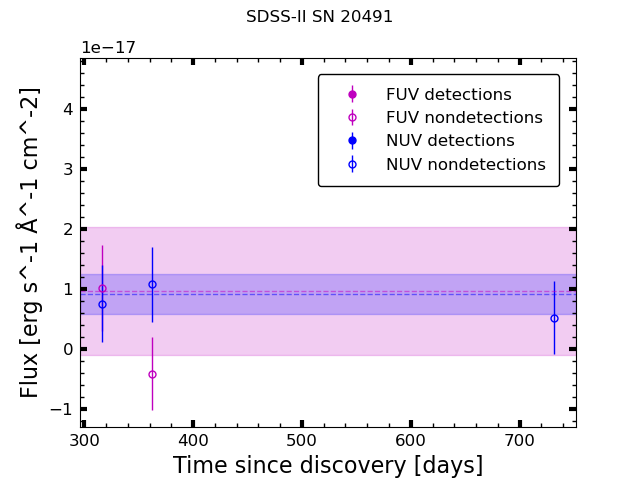 SDSS-II SN 20491
1e−17
Flux [erg s^-1 Å^-1 cm^-2]
4
3
2
1
0
−1
FUV detections
FUV nondetections
NUV detections
NUV nondetections
300 400 500 600 700
Time since discovery [days]